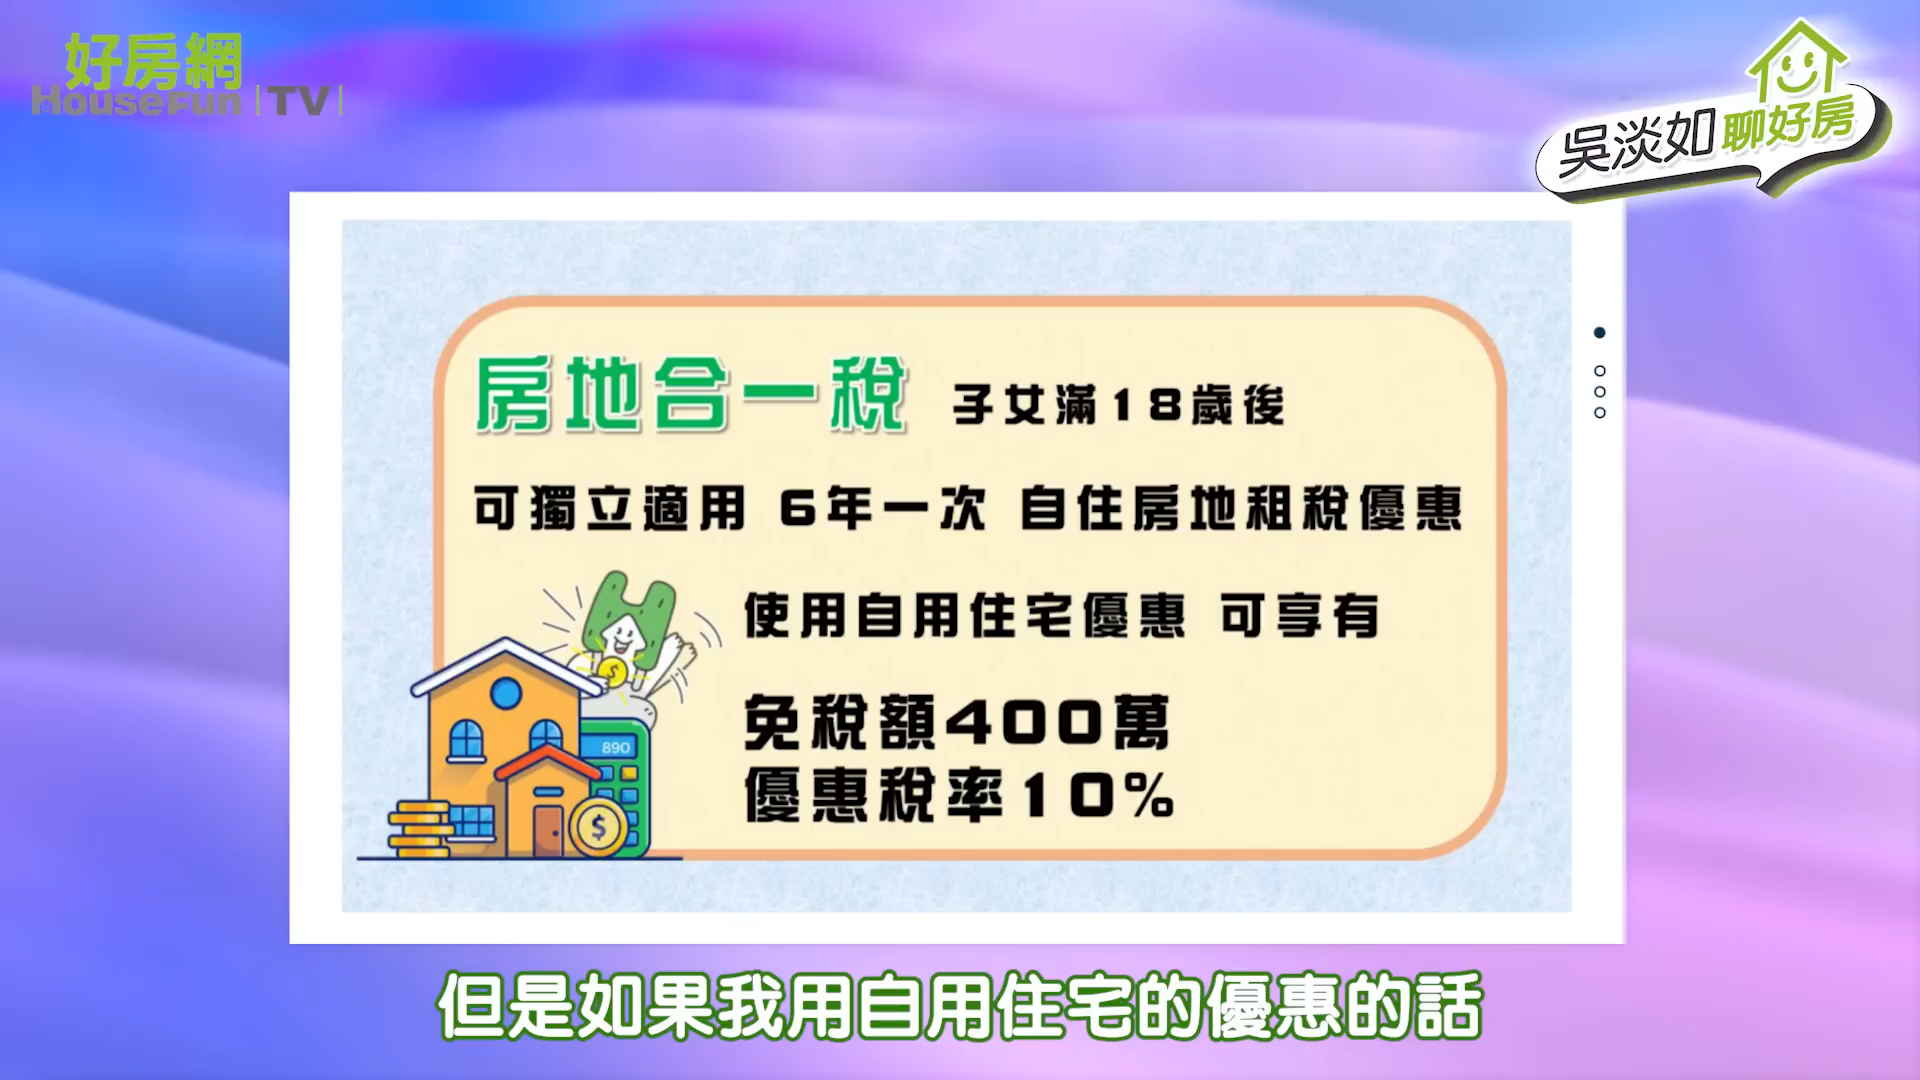 好房網
HouseFun TV
吳淡如聊好房
房地合一稅 子女滿18歲後
可獨立適用 6年一次 自住房地租稅優惠
使用自用住宅優惠 可享有
免稅額400萬
優惠稅率10%
890
$
$
但是如果我用自用住宅的優惠的話